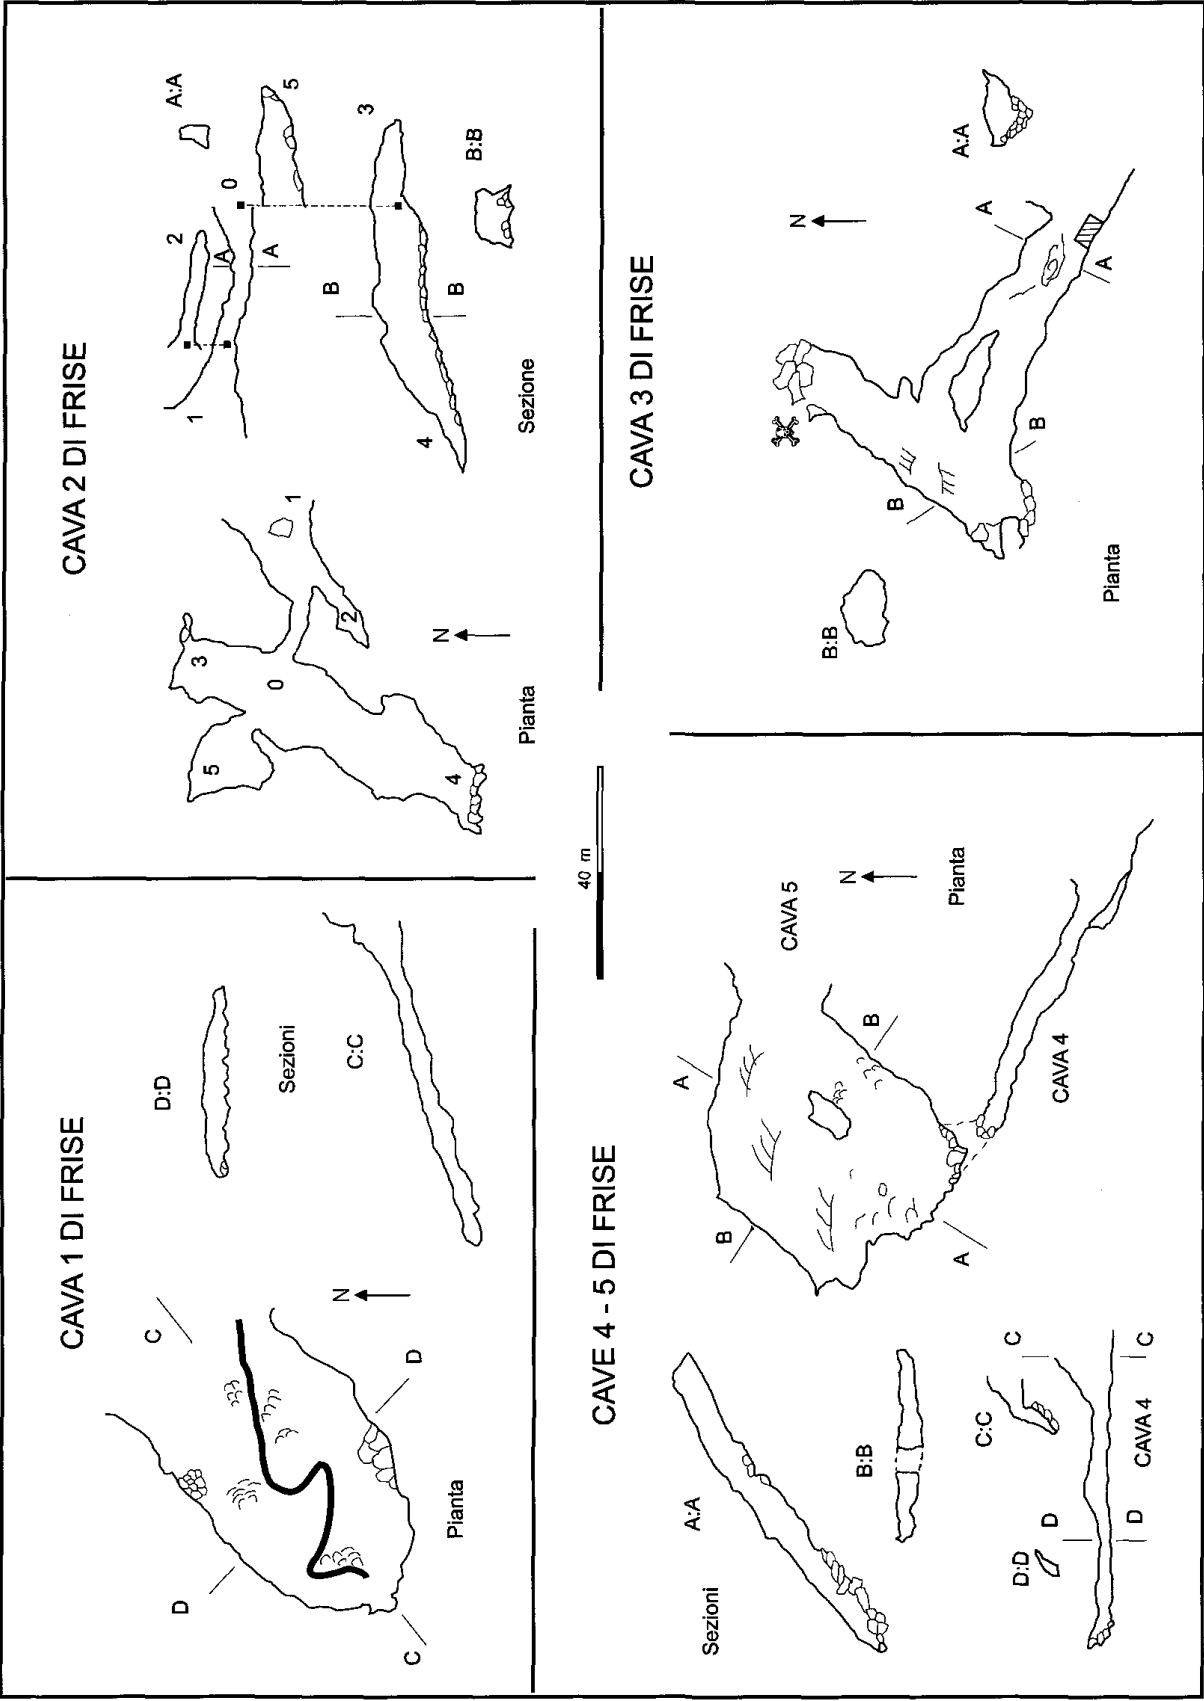 CAVA 1 DI FRISE
C
D
D
C
N
Pianta
D:D
Sezioni
C:C
CAVA 2 DI FRISE
5
3
0
4
1
2
N
Pianta
1
2
A
A
0
5
A:A
B
B
3
4
B:B
Sezione
40 m
CAVE 4 - 5 DI FRISE
A:A
Sezioni
B:B
C:C
C
C
D:D
D
D
CAVA 4
B
A
A
B
CAVA 5
N
Pianta
CAVA 4
CAVA 3 DI FRISE
B:B
B
B
A
A
N
A:A
Pianta